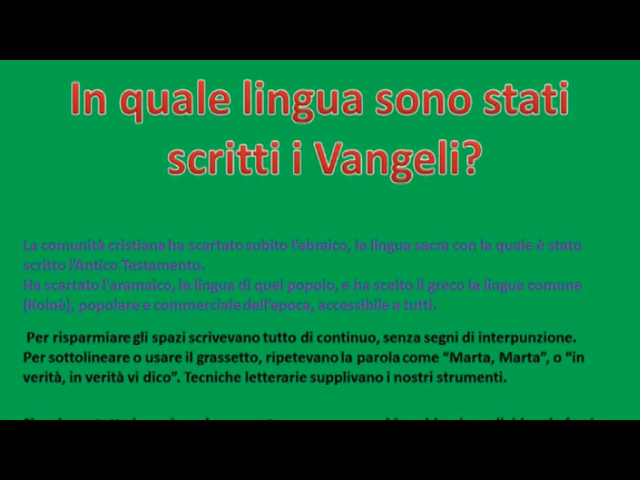 In quale lingua sono stati
scritti i Vangeli?
La comunità cristiana ha scartato subito l'ebraico, la lingua sacra con la quale è stato
scritto l'Antico Testamento.
Ha scartato l'aramaico, la lingua di quel popolo, e ha scelto il greco la lingua comune
(Koinè), popolare e commerciale dell'epoca, accessibile a tutti.
Per risparmiare gli spazi scrivevano tutto di continuo, senza segni di interpunzione.
Per sottolineare o usare il grassetto, ripetevano la parola come “Marta, Marta”, o “in
verità, in verità vi dico”. Tecniche letterarie supplivano i nostri strumenti.